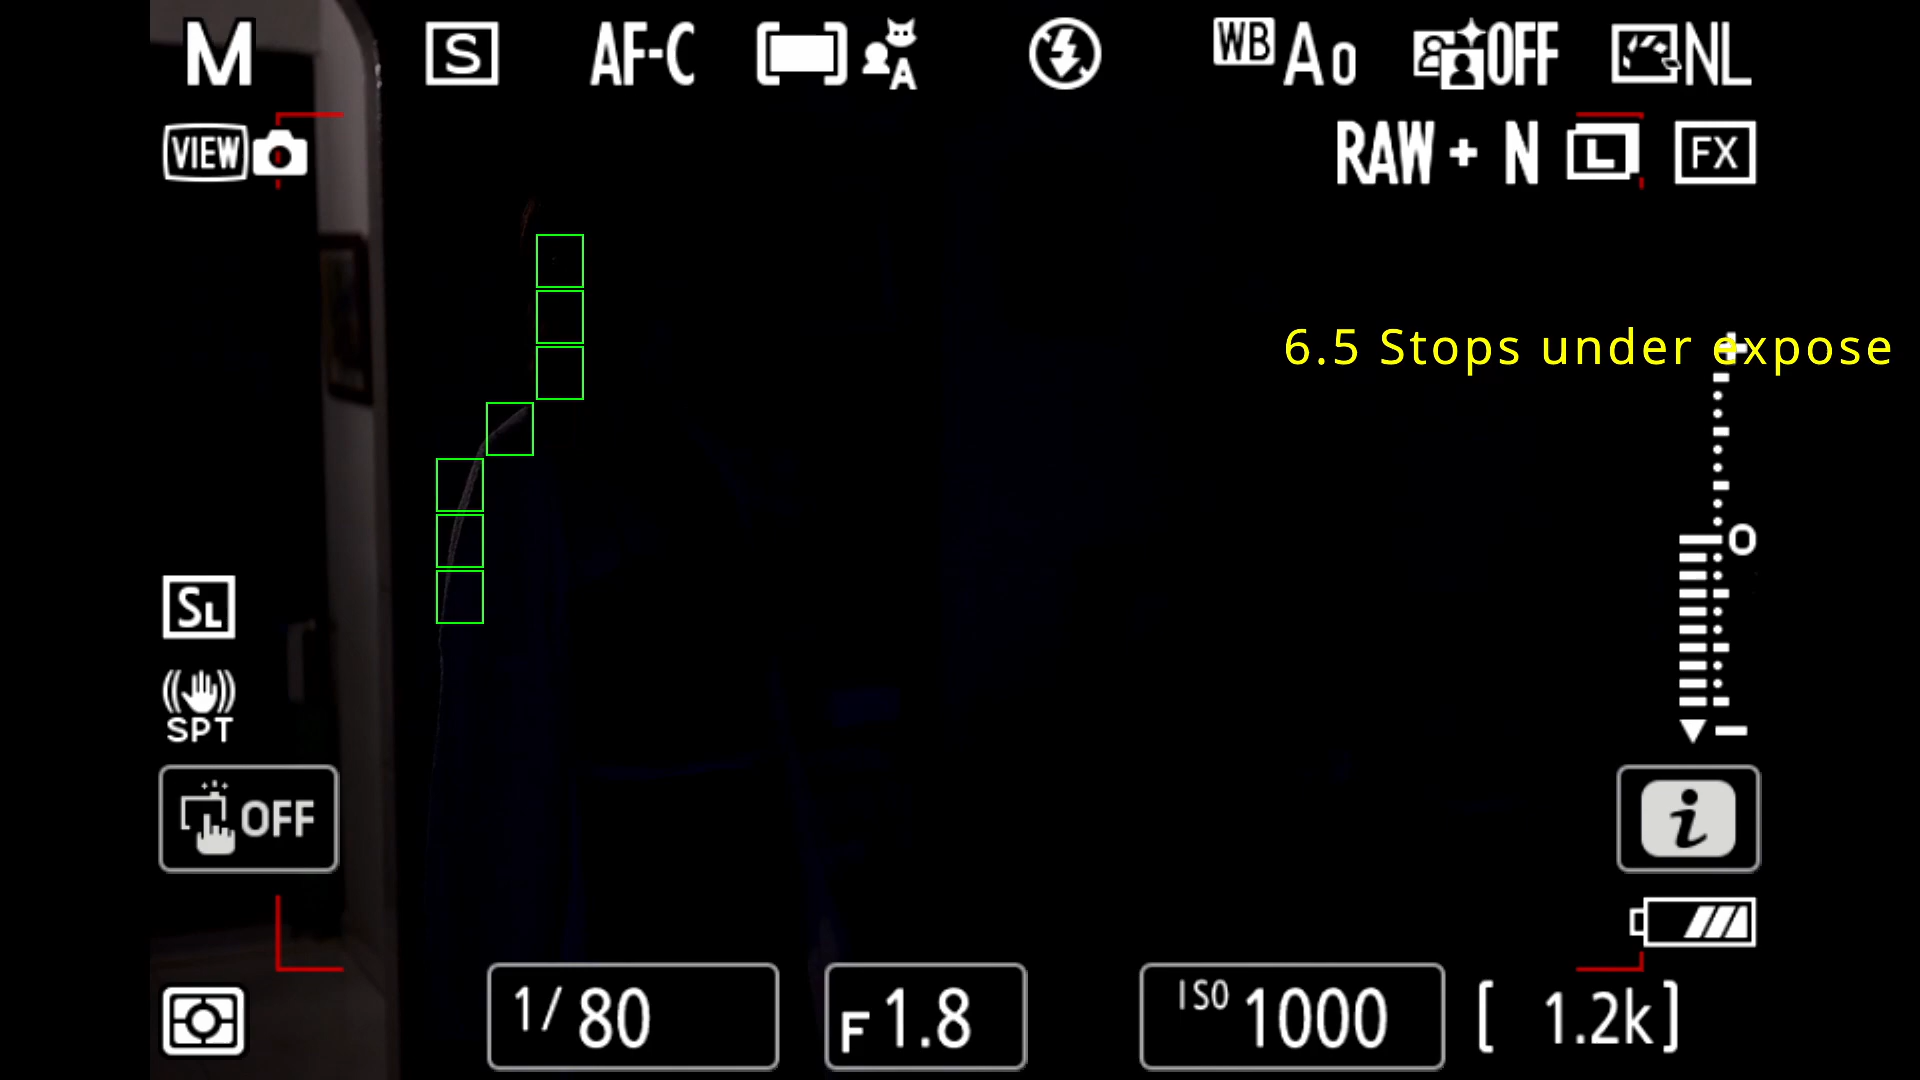 M S AF-C A WB A0 OFF NL
VIEW RAW + N L FX
6.5 Stops under expose
+
0
SL
SPT
−
OFF i
1/80 F1.8 ISO 1000 [ 1.2k]